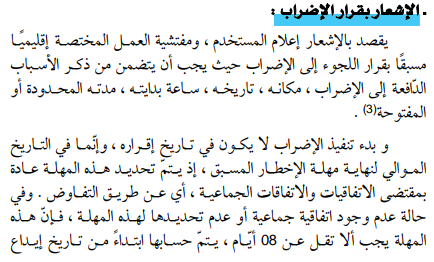 . الإشعار بقرار الإضراب :
يقصد بالإشعار إعلام المستخدم ، ومفتشية العمل المختصة إقليميًا
مسبقًا بقرار اللجوء إلى الإضراب حيث يجب أن يتضمن من ذكر الأسباب
الدّافعة إلى الإضراب ، مكانه ، تاريخه ، ساعة بدايته ، مدته المحدودة أو
المفتوحة(3) .
و بدء تنفيذ الإضراب لا يكون في تاريخ إقراره ، وإنّما في التاريخ
الموالي لنهاية مهلة الإخطار المسبق ، إذ يتمّ تحديد هذه المهلة عادة
بمقتضى الاتفاقيات والاتفاقات الجماعية ، أي عن طريق التفاوض . وفي
حالة عدم وجود اتفاقية جماعية أو عدم تحديدها لهذه المهلة ، فإنّ هذه
المهلة يجب ألا تقل عن 08 أيّام ، يتمّ حسابها ابتداءً من تاريخ إيداع